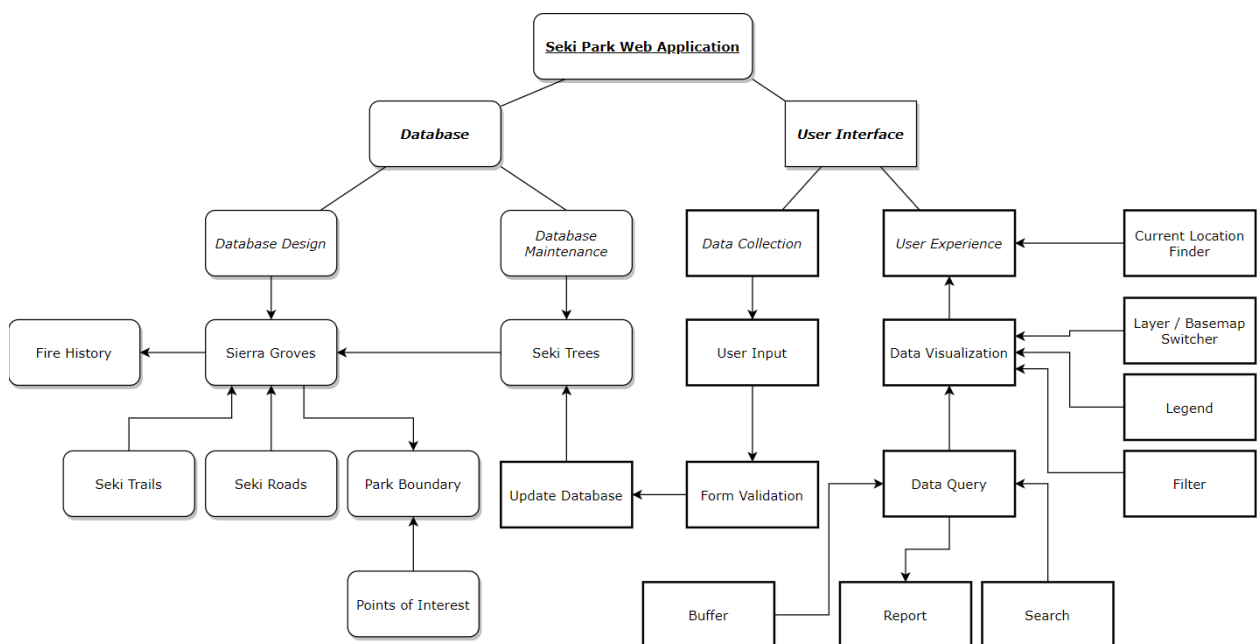 Seki Park Web Application
Database
User Interface
Database Design
Database
Maintenance
Data Collection
User Experience
Current Location
Finder
Fire History
Sierra Groves
Seki Trees
User Input
Data Visualization
Layer / Basemap
Switcher
Legend
Seki Trails
Seki Roads
Park Boundary
Update Database
Form Validation
Data Query
Filter
Points of Interest
Buffer
Report
Search